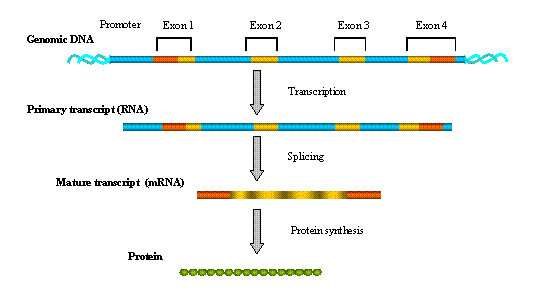 Promoter Exon 1 Exon 2 Exon 3 Exon 4
Genomic DNA
Transcription
Primary transcript (RNA)
Splicing
Mature transcript (mRNA)
Protein synthesis
Protein